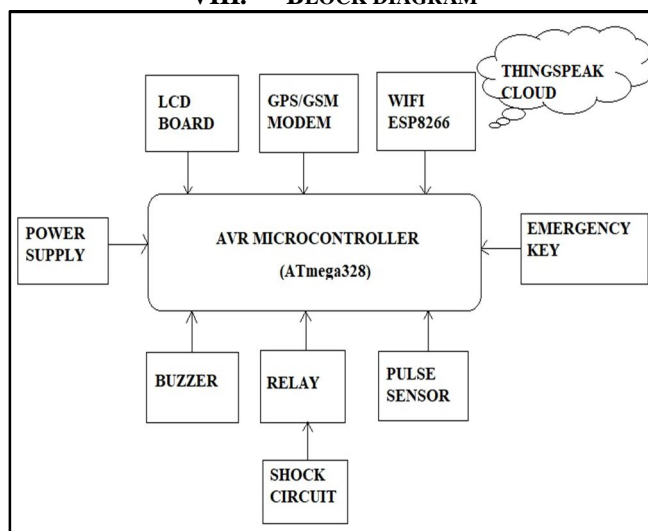 VIII. BLOCK DIAGRAM
THINGSPEAK
CLOUD
LCD
BOARD
GPS/GSM
MODEM
WIFI
ESP8266
POWER
SUPPLY
AVR MICROCONTROLLER
(ATmega328)
EMERGENCY
KEY
BUZZER
RELAY
PULSE
SENSOR
SHOCK
CIRCUIT